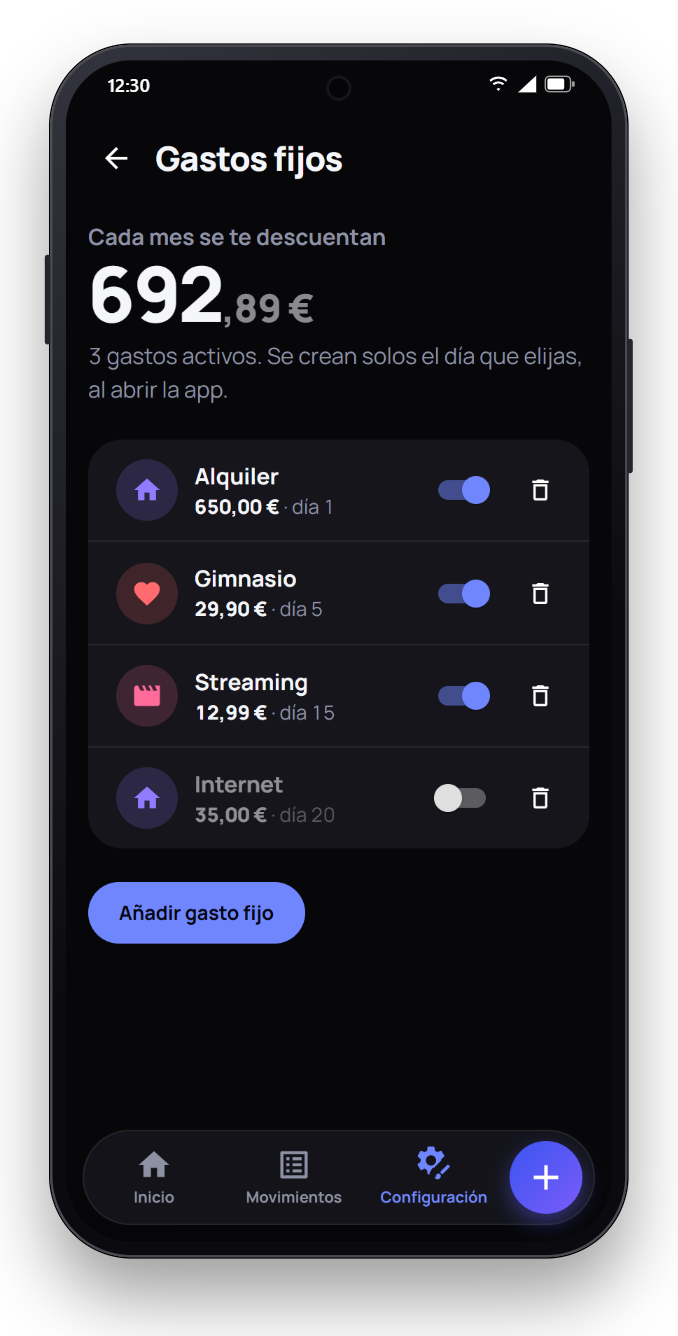 12:30
Gastos fijos
Cada mes se te descuentan
692,89 €
3 gastos activos. Se crean solos el día que elijas,
al abrir la app.
Alquiler
650,00 € · día 1
Gimnasio
29,90 € · día 5
Streaming
12,99 € · día 15
Internet
35,00 € · día 20
Añadir gasto fijo
Inicio
Movimientos
Configuración